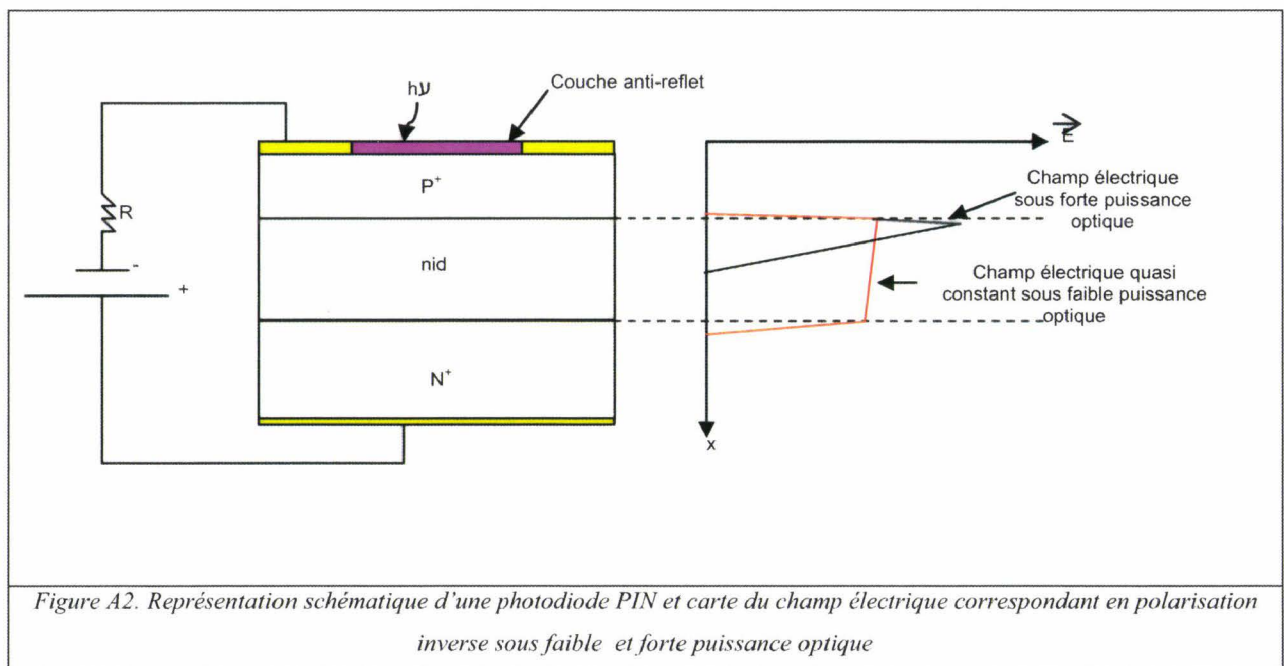 hν
Couche anti-reflet
E
P+
Champ électrique
sous forte puissance
optique
R
-
+
nid
Champ électrique quasi
constant sous faible puissance
optique
N+
x
Figure A2. Représentation schématique d'une photodiode PIN et carte du champ électrique correspondant en polarisation
inverse sous faible et forte puissance optique